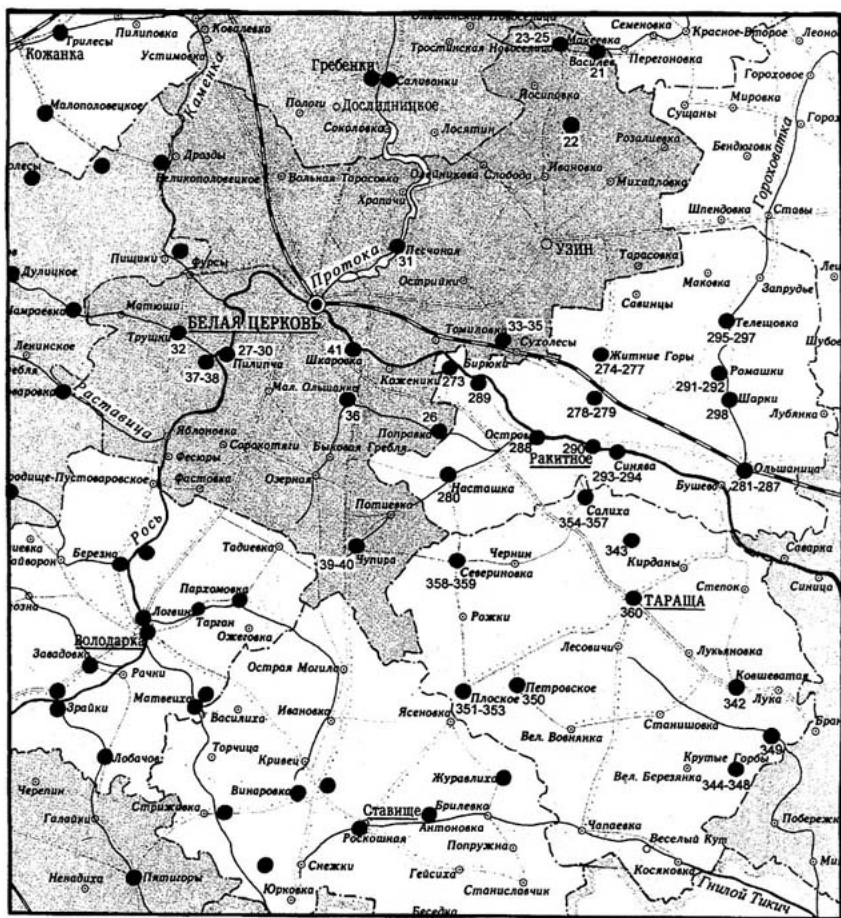 Ковалевка
Пилиповка
Трилесы
Кожанка
Устимовка
Малополовецкое
Каменка
Гребенки
Саливанки
Пологи
Дослидницкое
Соколовка
Лосятин
Тростинская Новоселица
23-25
Макеевка
Василев
21
Перегоновка
Семеновка
Красное-Второе
Гороховое
Йосиповка
22
Сущаны
Мировка
Розалиевка
Бендюговка
Гороховатка
Дрозды
Великополовецкое
Вольная Тарасовка
Олейникова Слобода
Ивановка
Михайловка
Храпачи
Шпендовка
Ставы
Пищики
Фурсы
Протока
Песчаная
31
УЗИН
Тарасовка
Острийки
Дулицкое
Маковка
Запрудье
Савинцы
Матюши
БЕЛАЯ ЦЕРКОВЬ
Томиловка
33-35
Сухолесы
Телешовка
295-297
Трушки
32
27-30
Пилипча
37-38
41
Шкаровка
Ленинское
Раставица
Мал. Ольшанка
36
Коженики
Бирюки
273
289
Житние Горы
274-277
278-279
Ромашки
291-292
Шарки
298
Лубянка
Яблоновка
Сорокотяги
Фесюры
Фастовка
Быковая Гребля
Озерная
26
Поправка
Остров
288
290
Ракитное
Синява
293-294
Насташка
280
Ольшаница
281-287
Бушево
Потиевка
Салиха
354-357
Рось
Березна
Тадиевка
39-40
Чупира
Чернин
Севериновка
358-359
343
Кирданы
Саварка
Синица
Пархомовка
Логвин
Тарган
Ожеговка
Володарка
Степок
ТАРАЩА
360
Рожки
Завадовка
Рачки
Острая Могила
Лесовичи
Лукьяновка
Зрайки
Матвеиха
Василиха
Ивановка
Ясеновка
Плоское
351-353
Петровское
350
Ковшеватая
342
Лука
Станишовка
Вел. Вовнянка
349
Лобачов
Торчица
Кривец
Крутые Горбы
Вел. Березянка
344-348
Черепин
Винаровка
Журавлиха
Галайки
Стрижавка
Ставище
Брилевка
Роскошная
Антоновка
Чапаевка
Веселый Кут
Снежки
Попружна
Косяковка
Ненадиха
Пятигоры
Гейсиха
Юрковка
Станиславчик
Беседка
Гнилой Тикич